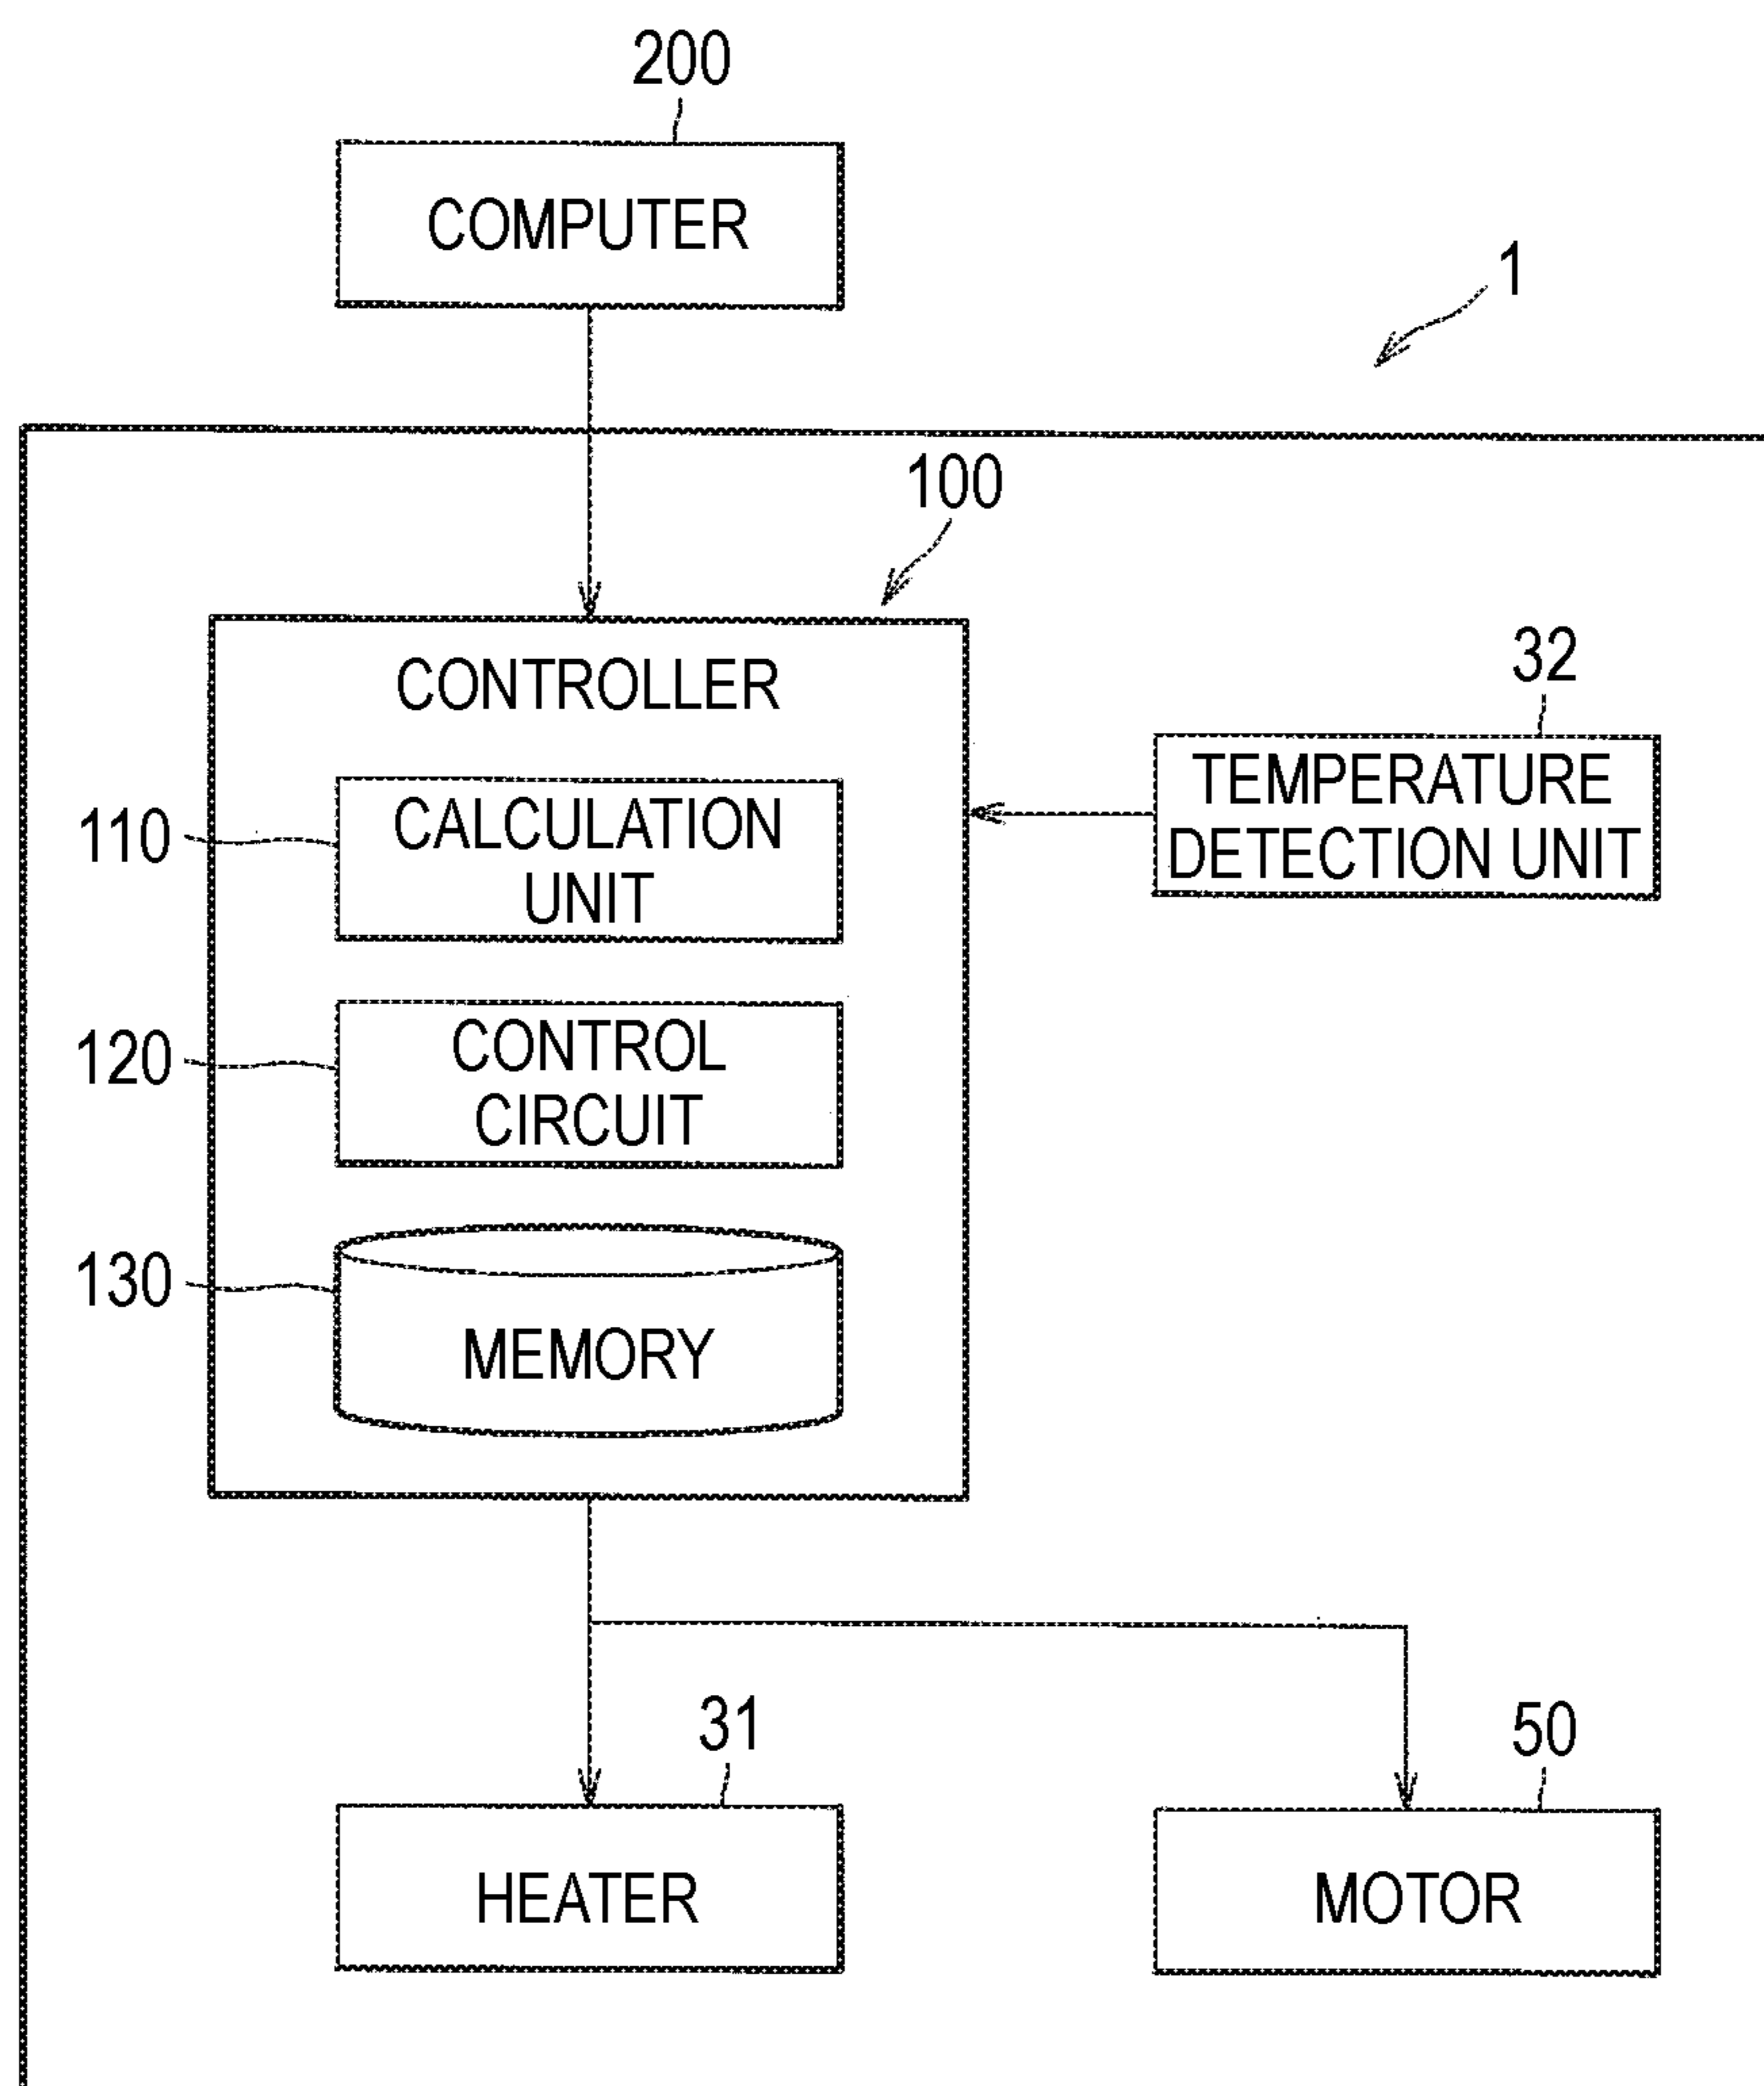 200
COMPUTER
1
100
CONTROLLER
32
TEMPERATURE
DETECTION UNIT
110
CALCULATION
UNIT
120
CONTROL
CIRCUIT
130
MEMORY
31
HEATER
50
MOTOR